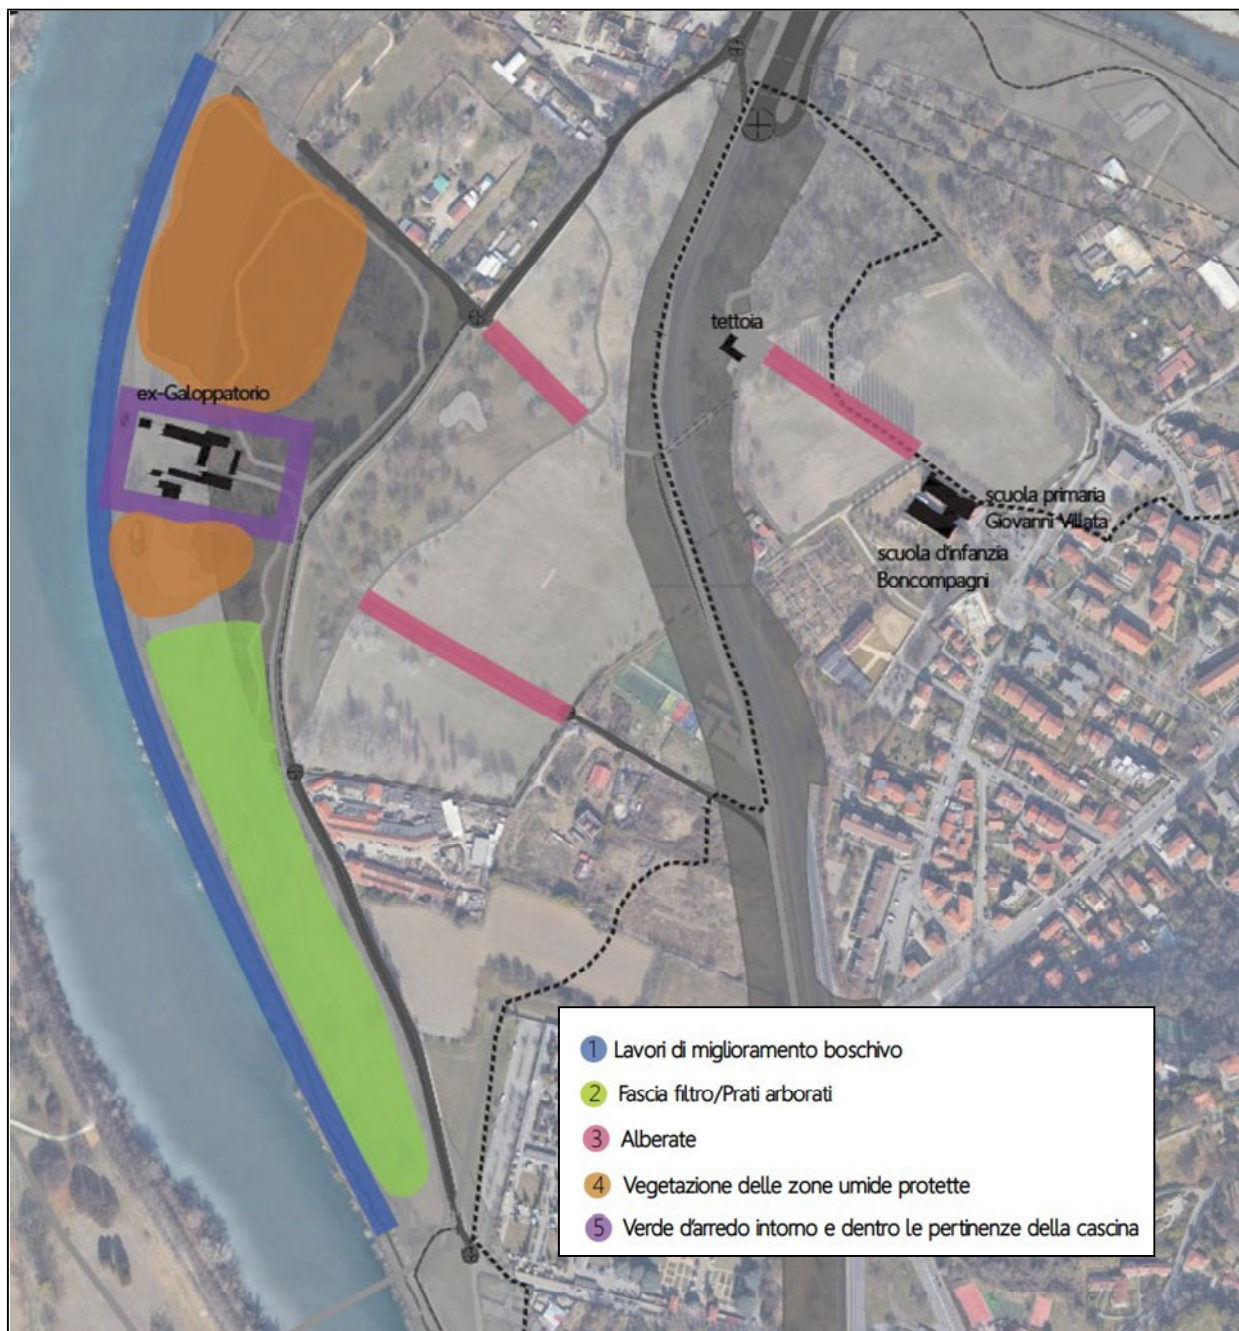 tettoia
ex-Galoppatorio
scuola primaria
Giovanni Villata
scuola d'infanzia
Boncompagni
1 Lavori di miglioramento boschivo
2 Fascia filtro/Prati arborati
3 Alberate
4 Vegetazione delle zone umide protette
5 Verde d'arredo intorno e dentro le pertinenze della cascina